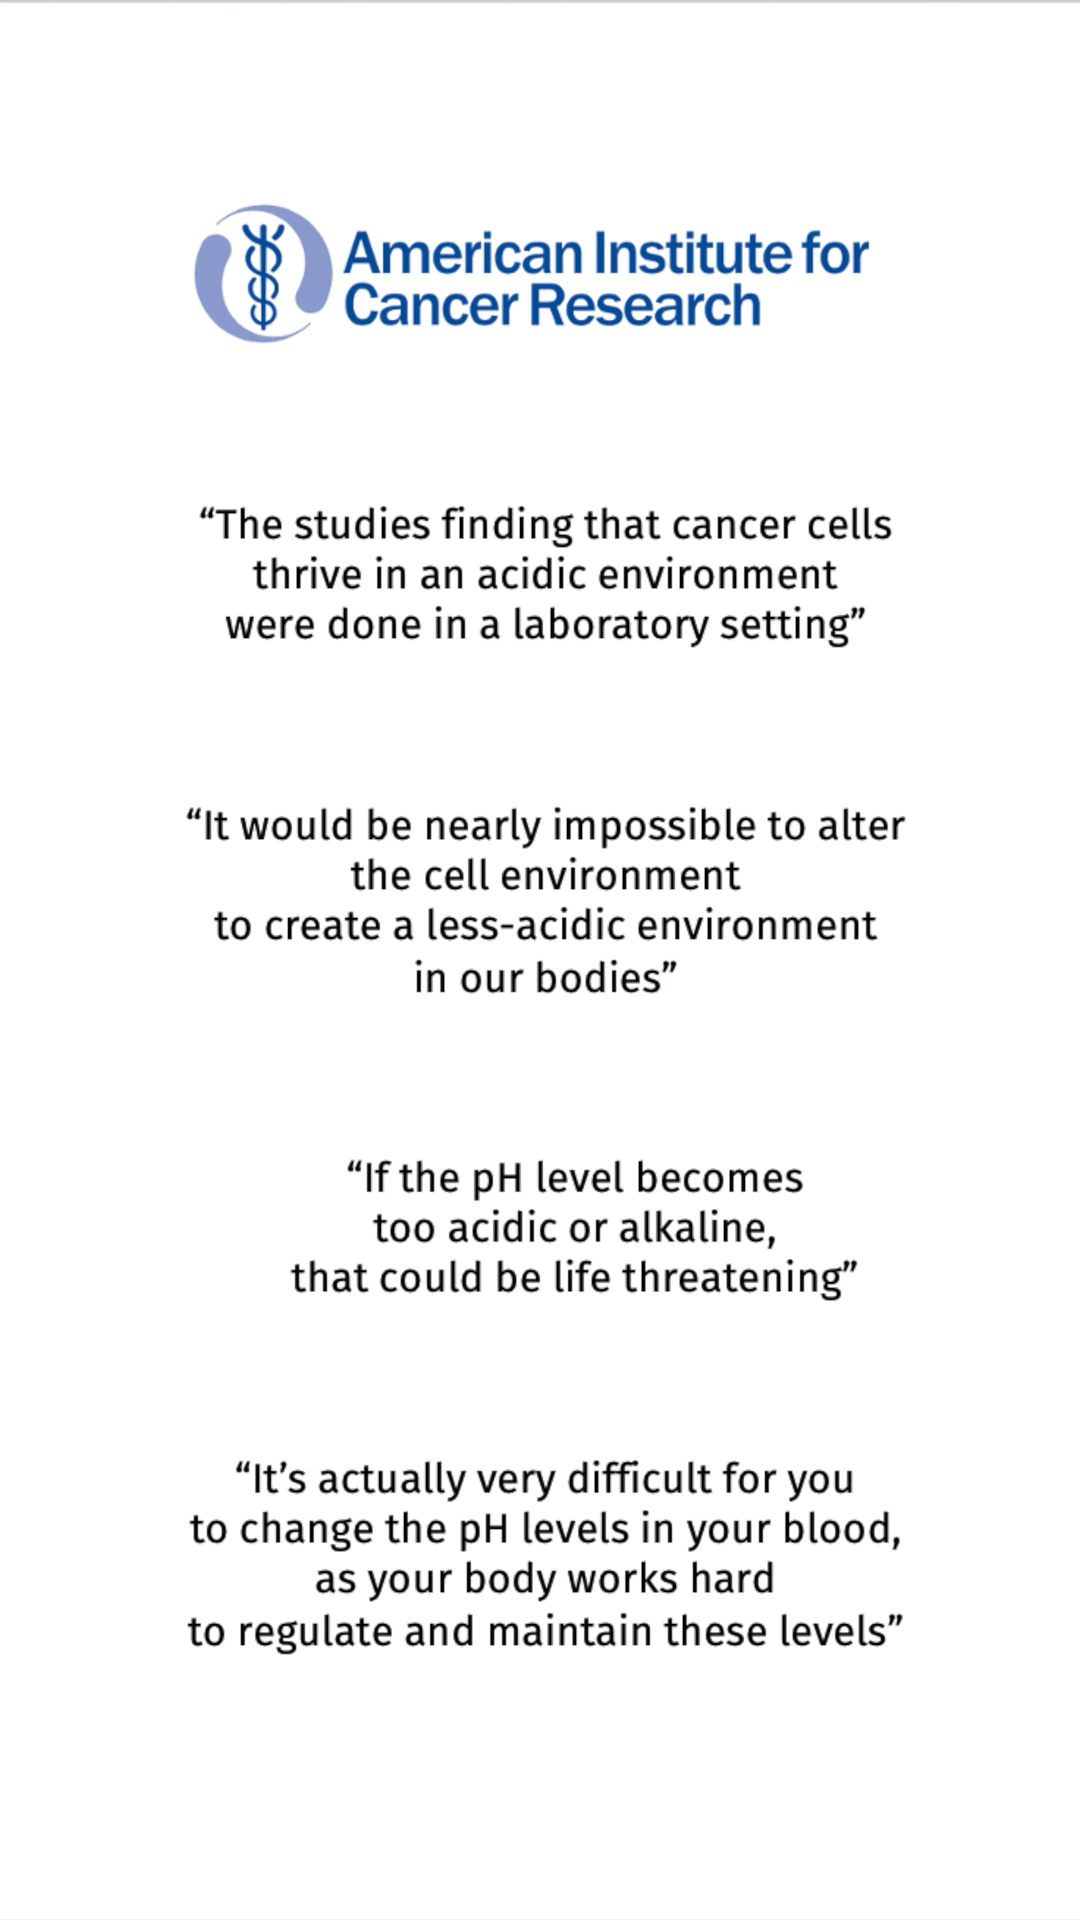 American Institute for
Cancer Research
“The studies finding that cancer cells
thrive in an acidic environment
were done in a laboratory setting”
“It would be nearly impossible to alter
the cell environment
to create a less-acidic environment
in our bodies”
“If the pH level becomes
too acidic or alkaline,
that could be life threatening”
“It’s actually very difficult for you
to change the pH levels in your blood,
as your body works hard
to regulate and maintain these levels”